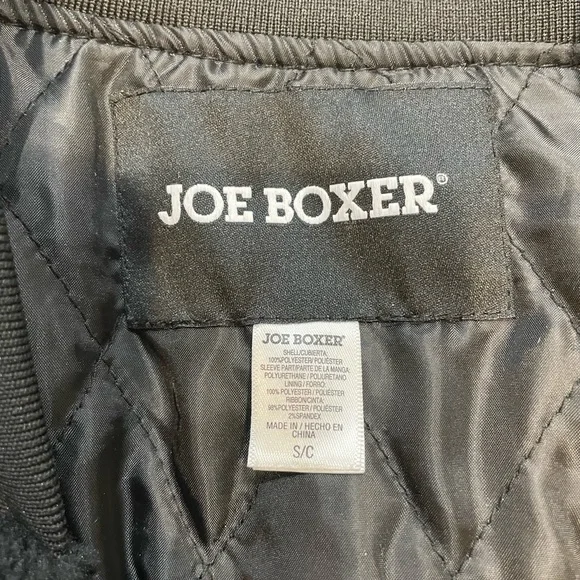 JOE BOXER®
JOE BOXER®
SHELL/CUBIERTA:
100%POLYESTER/ POLIÉSTER
SLEEVE PART/PARTE DE LA MANGA:
POLYURETHANE / POLIURETANO
LINING / FORRO:
100% POLYESTER / POLIÉSTER
RIBBON/CINTA:
98%POLYESTER / POLIÉSTER
2%SPANDEX
MADE IN / HECHO EN
CHINA
S/C